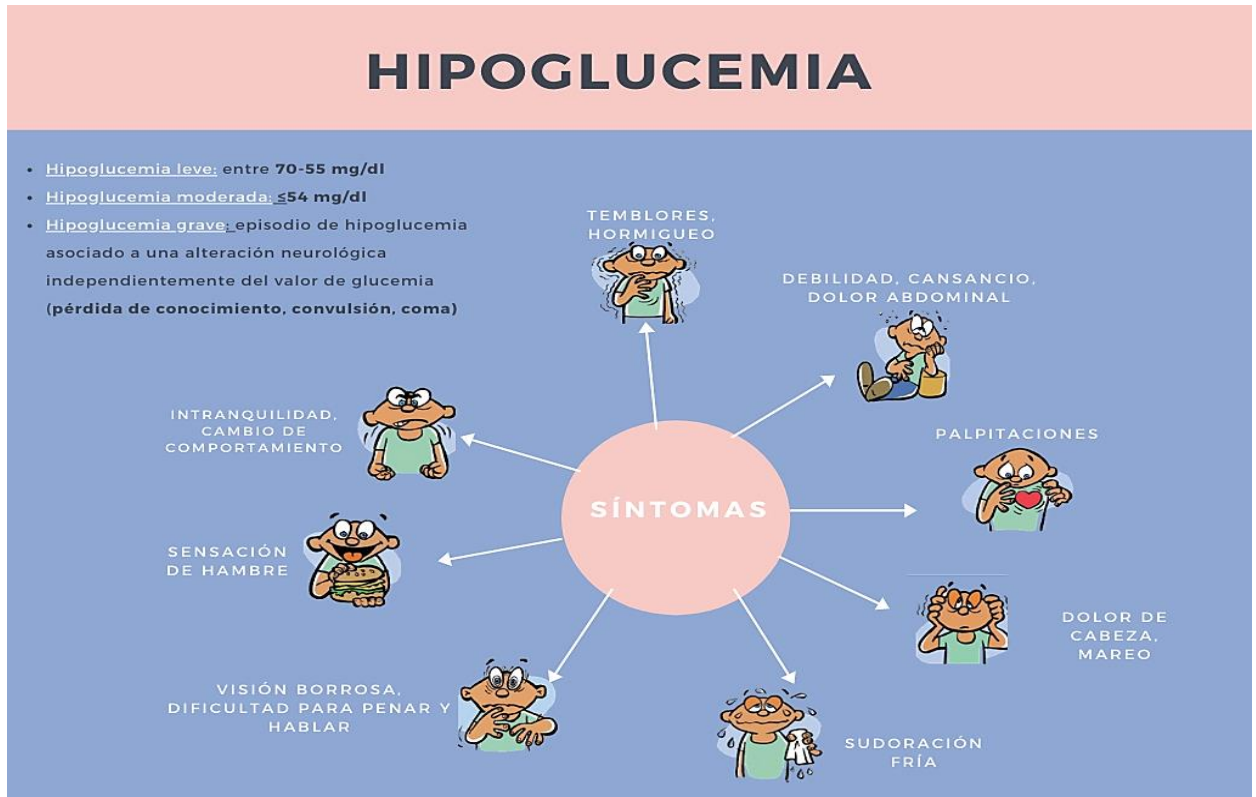 HIPOGLUCEMIA
• Hipoglucemia leve: entre 70-55 mg/dl
• Hipoglucemia moderada: ≤54 mg/dl
• Hipoglucemia grave: episodio de hipoglucemia
asociado a una alteración neurológica
independientemente del valor de glucemia
(pérdida de conocimiento, convulsión, coma)
TEMBLORES,
HORMIGUEO
DEBILIDAD, CANSANCIO,
DOLOR ABDOMINAL
PALPITACIONES
DOLOR DE
CABEZA,
MAREO
SUDORACIÓN
FRÍA
VISIÓN BORROSA,
DIFICULTAD PARA PENAR Y
HABLAR
SENSACIÓN
DE HAMBRE
INTRANQUILIDAD,
CAMBIO DE
COMPORTAMIENTO
SÍNTOMAS